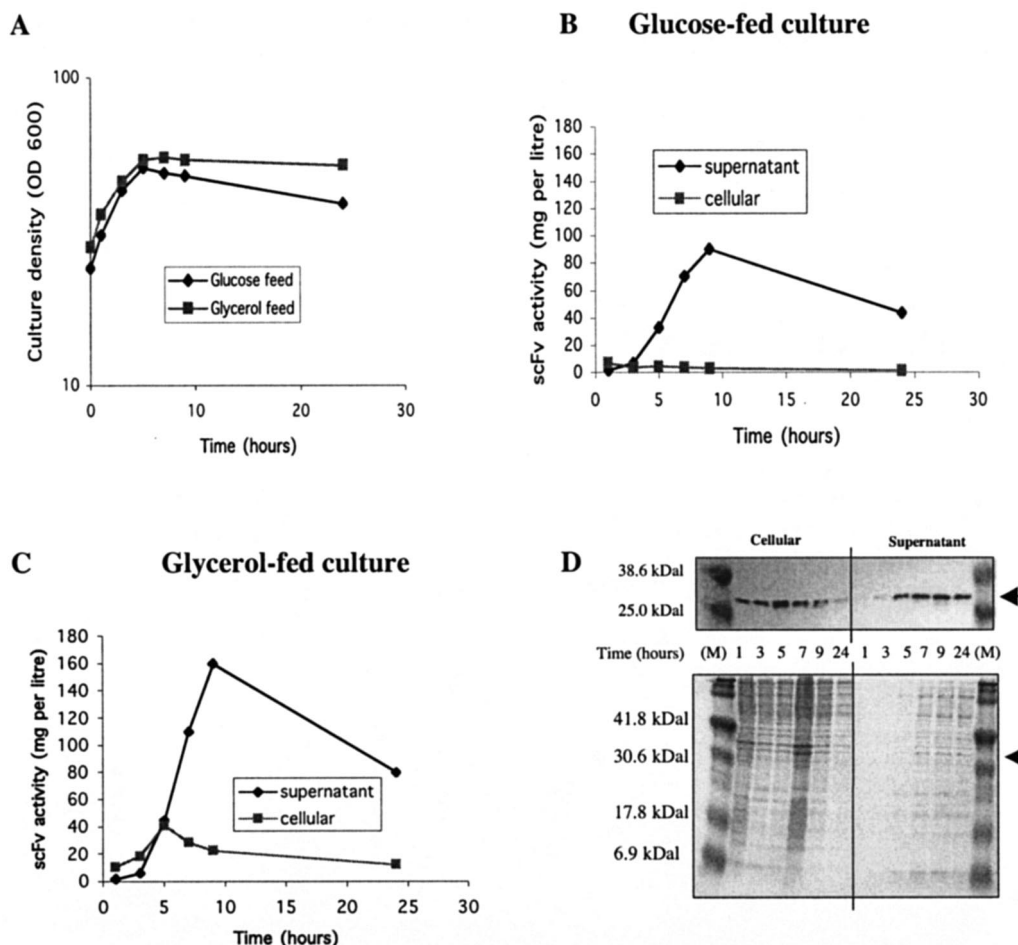 A
100
Culture density (OD 600)
10
Glucose feed
Glycerol feed
0 10 20 30
Time (hours)
B Glucose-fed culture
scFv activity (mg per litre)
180
160
140
120
100
80
60
40
20
0
supernatant
cellular
0 5 10 15 20 25 30
Time (hours)
C Glycerol-fed culture
scFv activity (mg per litre)
180
160
140
120
100
80
60
40
20
0
supernatant
cellular
0 5 10 15 20 25 30
Time (hours)
D
Cellular Supernatant
38.6 kDal
25.0 kDal
Time (hours) (M) 1 3 5 7 9 24 1 3 5 7 9 24 (M)
41.8 kDal
30.6 kDal
17.8 kDal
6.9 kDal